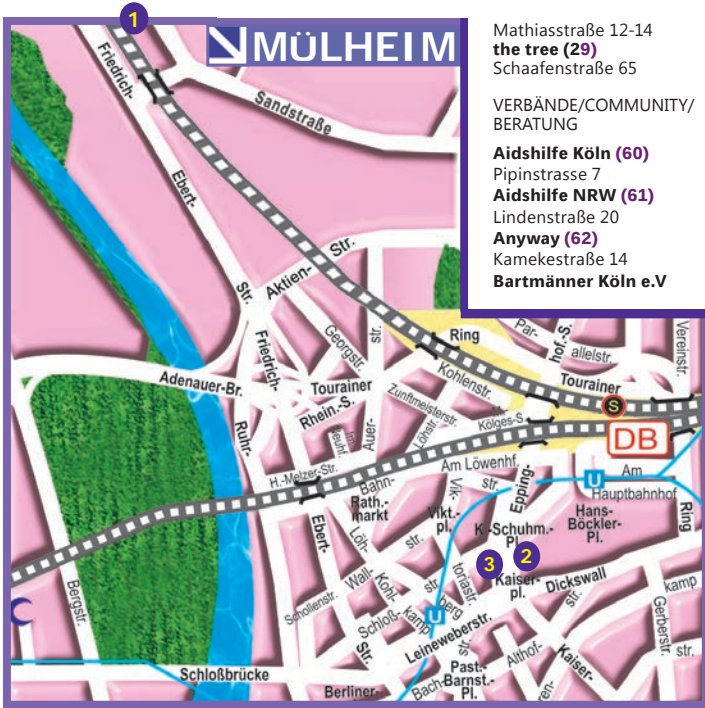 1
MÜLHEIM
Mathiasstraße 12-14
the tree (29)
Schaafenstraße 65
VERBÄNDE/COMMUNITY/
BERATUNG
Aidshilfe Köln (60)
Pipinstrasse 7
Aidshilfe NRW (61)
Lindenstraße 20
Anyway (62)
Kamekestraße 14
Bartmänner Köln e.V
Friedrich-
Sandstraße
Ebert-
Str.
Aktien-
Str.
Georgstr.
str.
Ring
Par-
allelstr.
hof.-S.
Vereinstr.
Kohlenstr.
Tourainer
S
Adenauer-Br.
Friedrich-
Tourainer
Rhein.-S.
Zunftmeisterstr.
Löhstr.
Kölges-S.
DB
Auer-
Ruhr-
H.-Melzer-Str.
Bahn-
Am Löwenhf.
Rath.-
markt
Vik.-
str.
Epping-
U
Am
Hauptbahnhof
Vikt.-
pl.
K.-Schuhm.-
Pl.
Hans-
Böckler-
Pl.
Ring
Ebert-
Löh-
str.
3
2
Kaiser-
pl.
Dickswall
kamp
Bergstr.
Schollenstr.
Wall-
Kohl-
kamp
Schloß-
str.
berg
toriastr.
U
Leineweberstr.
str.
Gerberstr.
str.
Schloßbrücke
Str.
Berliner-
Bach-
Past.-
Barnst.-
Pl.
Althof-
Kaiser-
ren-